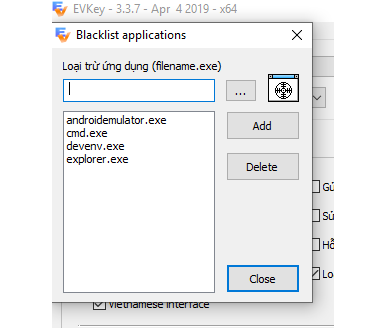 EVKey - 3.3.7 - Apr 4 2019 - x64
Blacklist applications
Loại trừ ứng dụng (filename.exe)
...
androidemulator.exe
cmd.exe
devenv.exe
explorer.exe
Add
Delete
Gử
Sử
Hỗ
Lo
Close
Vietnamese interface